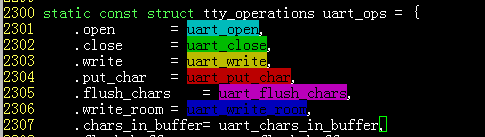 2300 static const struct tty_operations uart_ops = {
2301     .open       = uart_open,
2302     .close      = uart_close,
2303     .write      = uart_write,
2304     .put_char   = uart_put_char,
2305     .flush_chars    = uart_flush_chars,
2306     .write_room = uart_write_room,
2307     .chars_in_buffer= uart_chars_in_buffer,